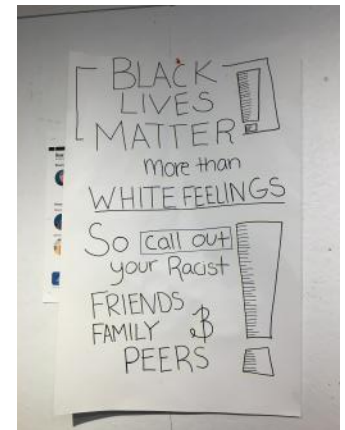 BLACK
LIVES
MATTER!
more than
WHITE FEELINGS
So call out
your Racist
FRIENDS
FAMILY &
PEERS !